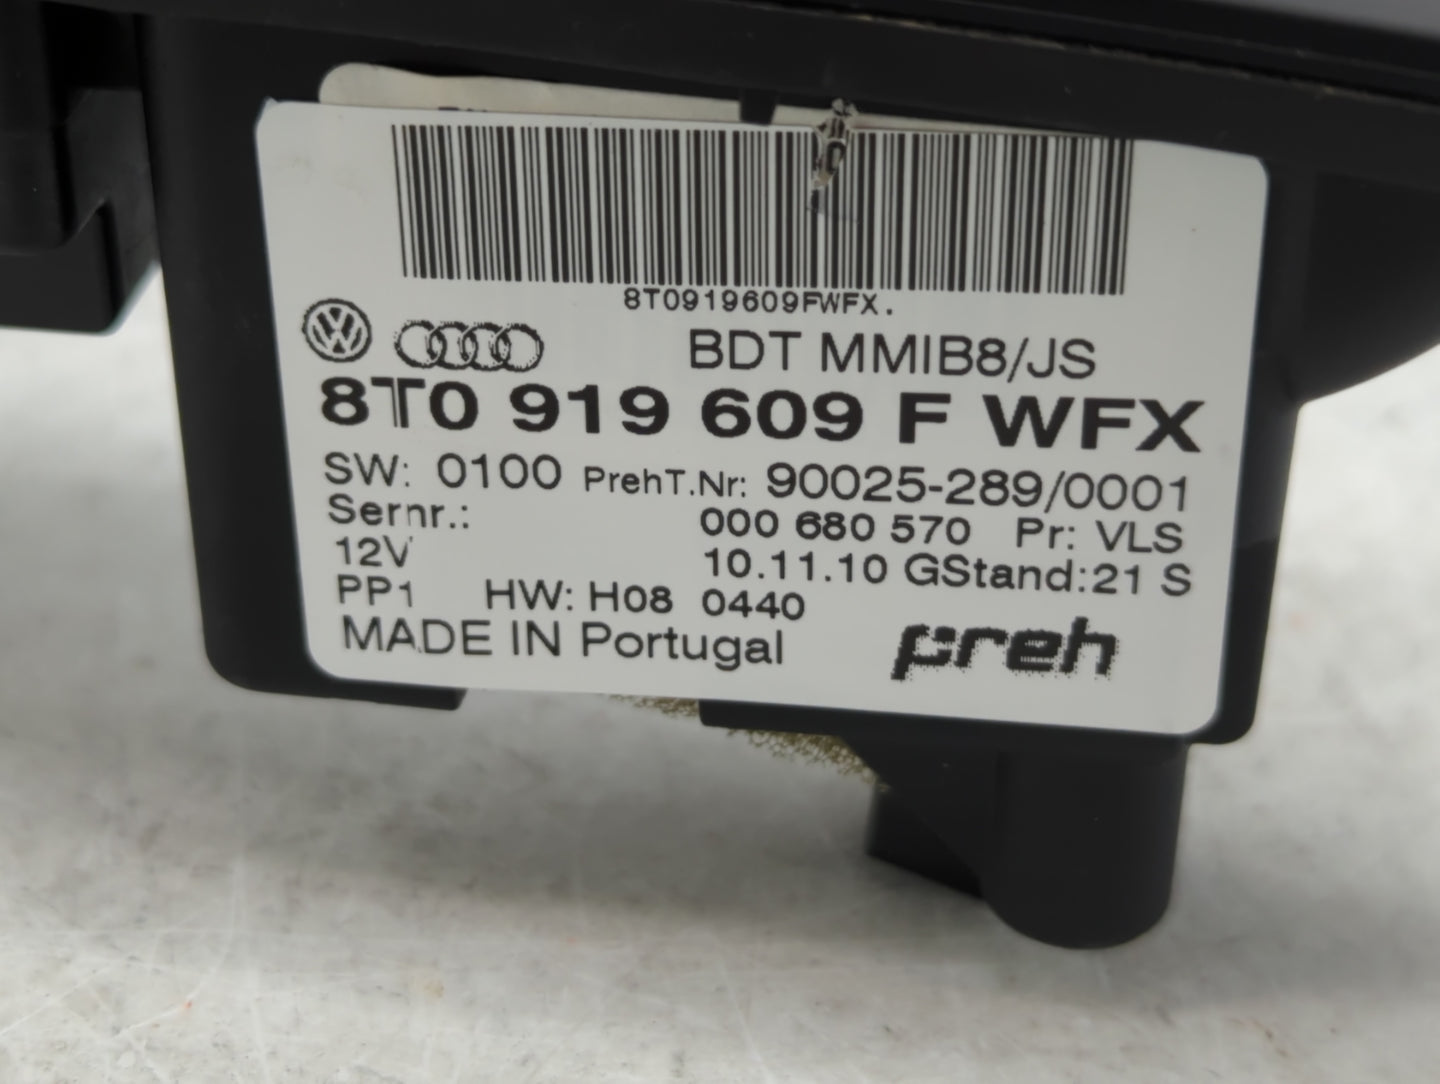 8T0919609FWFX.
BDT MMIB8/JS
8T0 919 609 F WFX
SW: 0100 PrehT.Nr: 90025-289/0001
Sernr.: 000 680 570 Pr: VLS
12V 10.11.10 GStand:21 S
PP1 HW: H08 0440
MADE IN Portugal preh